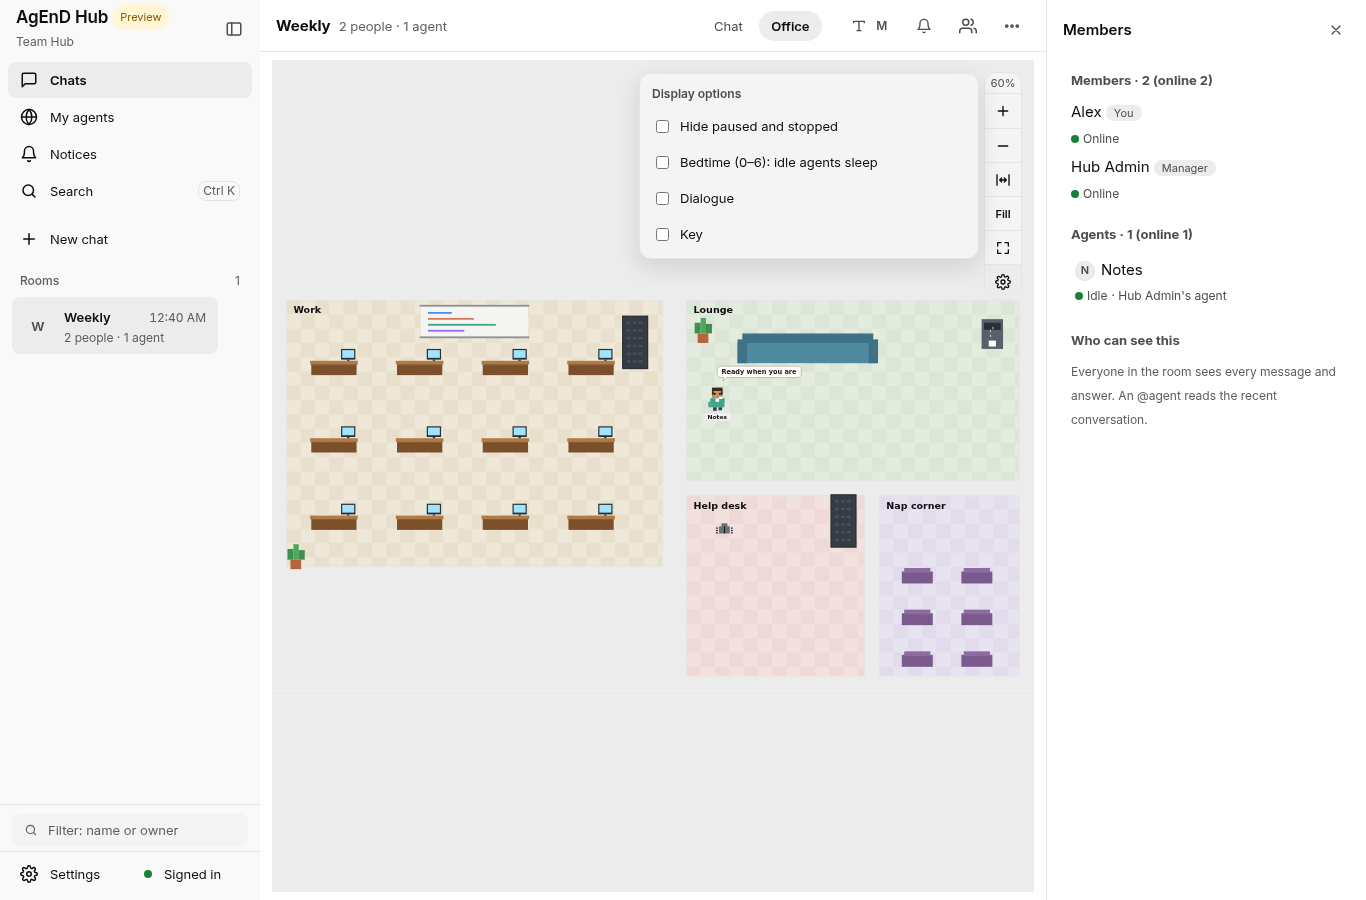 AgEnD Hub Preview
Team Hub
Chats
My agents
Notices
Search Ctrl K
New chat
Rooms 1
W Weekly 12:40 AM
2 people · 1 agent
Filter: name or owner
Settings Signed in
Weekly 2 people · 1 agent Chat Office M
Display options
Hide paused and stopped
Bedtime (0–6): idle agents sleep
Dialogue
Key
60%
Fill
Work
Lounge
Ready when you are
Notes
Help desk
Nap corner
Members
Members · 2 (online 2)
Alex You
Online
Hub Admin Manager
Online
Agents · 1 (online 1)
N Notes
Idle · Hub Admin's agent
Who can see this
Everyone in the room sees every message and
answer. An @agent reads the recent
conversation.